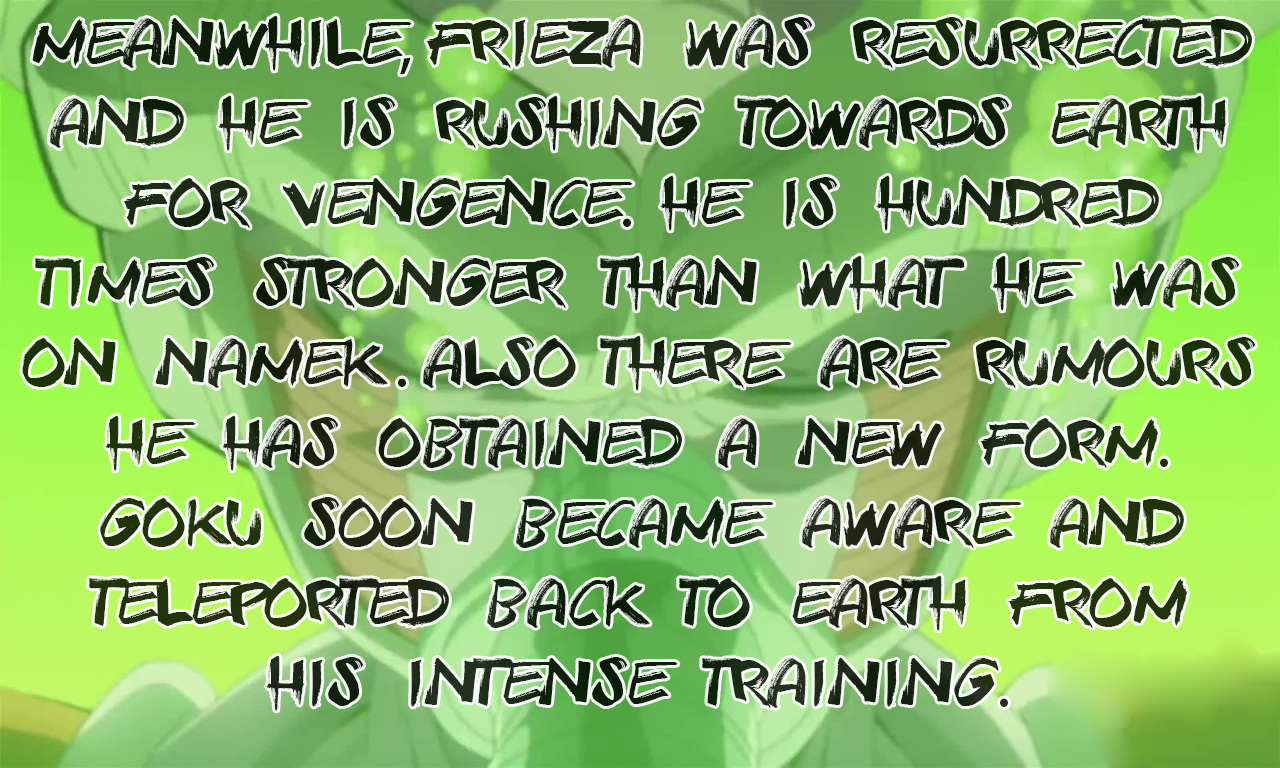 MEANWHILE, FRIEZA WAS RESURRECTED
AND HE IS RUSHING TOWARDS EARTH
FOR VENGENCE. HE IS HUNDRED
TIMES STRONGER THAN WHAT HE WAS
ON NAMEK. ALSO THERE ARE RUMOURS
HE HAS OBTAINED A NEW FORM.
GOKU SOON BECAME AWARE AND
TELEPORTED BACK TO EARTH FROM
HIS INTENSE TRAINING.